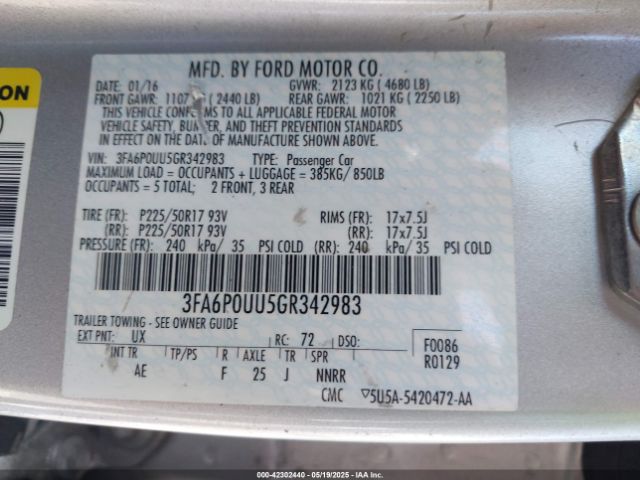 MFD. BY FORD MOTOR CO.
DATE: 01/16 GVWR: 2123 KG ( 4680 LB)
FRONT GAWR: 1107 (2440 LB) REAR GAWR: 1021 KG (2250 LB)
THIS VEHICLE CONFORMS TO ALL APPLICABLE FEDERAL MOTOR
VEHICLE SAFETY, BUMPER, AND THEFT PREVENTION STANDARDS
IN EFFECT ON THE DATE OF MANUFACTURE SHOWN ABOVE.
VIN: 3FA6P0UU5GR342983 TYPE: Passenger Car
MAXIMUM LOAD = OCCUPANTS + LUGGAGE = 385KG/850LB
OCCUPANTS = 5 TOTAL; 2 FRONT, 3 REAR
TIRE (FR): P225/50R17 93V RIMS (FR): 17x7.5J
(RR): P225/50R17 93V (RR): 17x7.5J
PRESSURE (FR): 240 kPa/ 35 PSI COLD (RR): 240 kPa/ 35 PSI COLD
3FA6P0UU5GR342983
TRAILER TOWING - SEE OWNER GUIDE
EXT PNT: UX RC: 72 DSO: F0086
INT TR TP/PS R AXLE TR SPR R0129
AE F 25 J NNRR
CMC 5U5A-5420472-AA
ON
000-42302440 - 05/19/2025 - IAA, Inc.